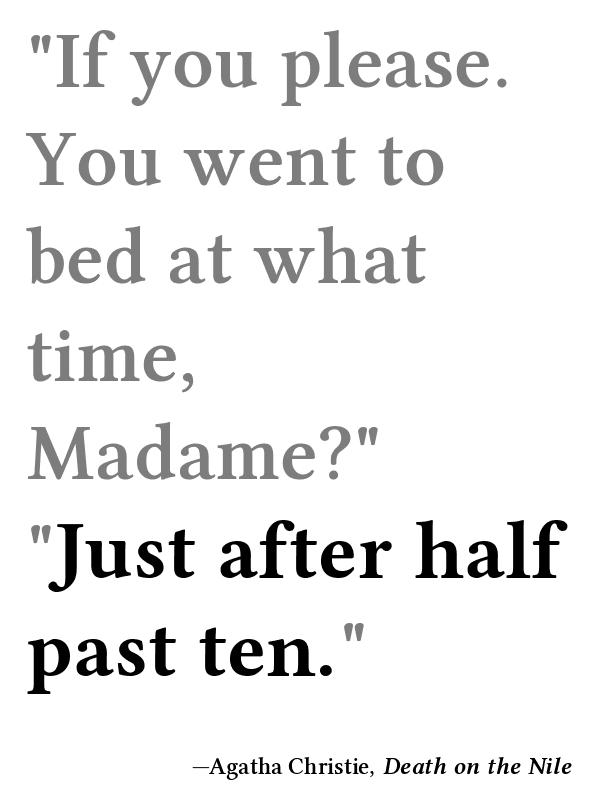 "If you please.
You went to
bed at what
time,
Madame?"
"Just after half
past ten."
—Agatha Christie, Death on the Nile